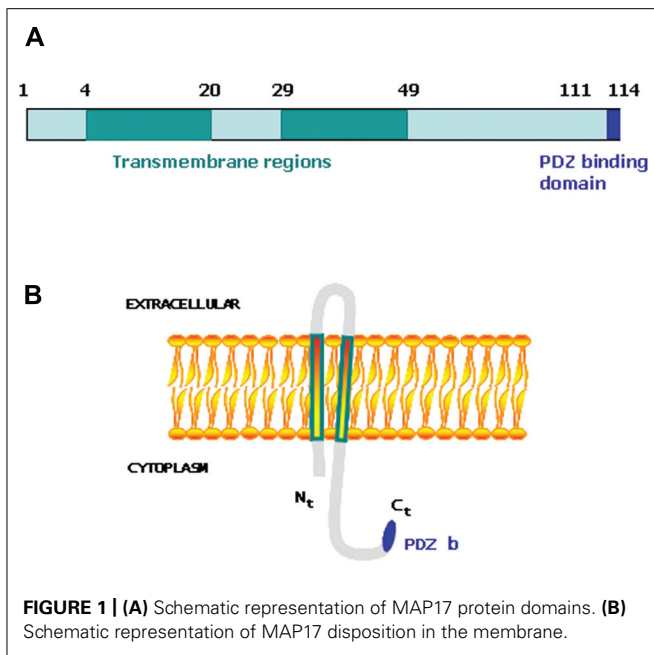 A
1 4 20 29 49 111 114
Transmembrane regions
PDZ binding
domain
B
EXTRACELLULAR
CYTOPLASM
Nt
Ct
PDZ b
FIGURE 1 | (A) Schematic representation of MAP17 protein domains. (B)
Schematic representation of MAP17 disposition in the membrane.